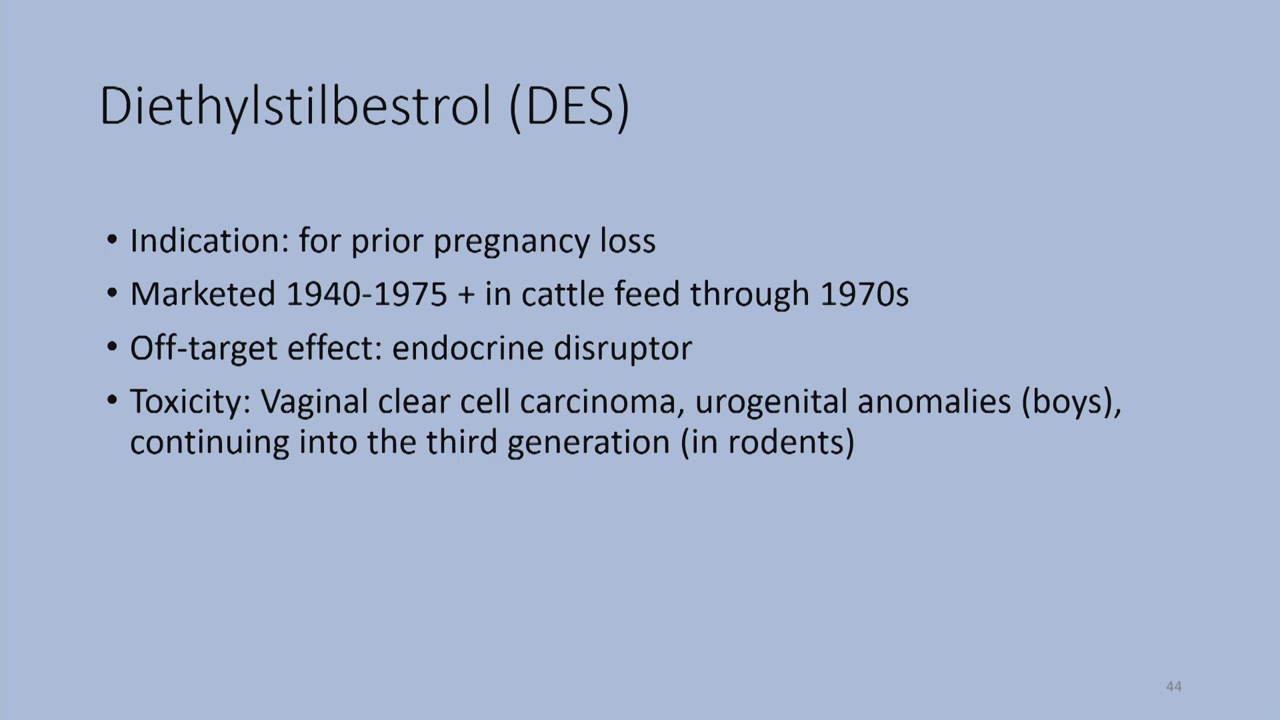 Diethylstilbestrol (DES)
• Indication: for prior pregnancy loss
• Marketed 1940-1975 + in cattle feed through 1970s
• Off-target effect: endocrine disruptor
• Toxicity: Vaginal clear cell carcinoma, urogenital anomalies (boys),
continuing into the third generation (in rodents)
44